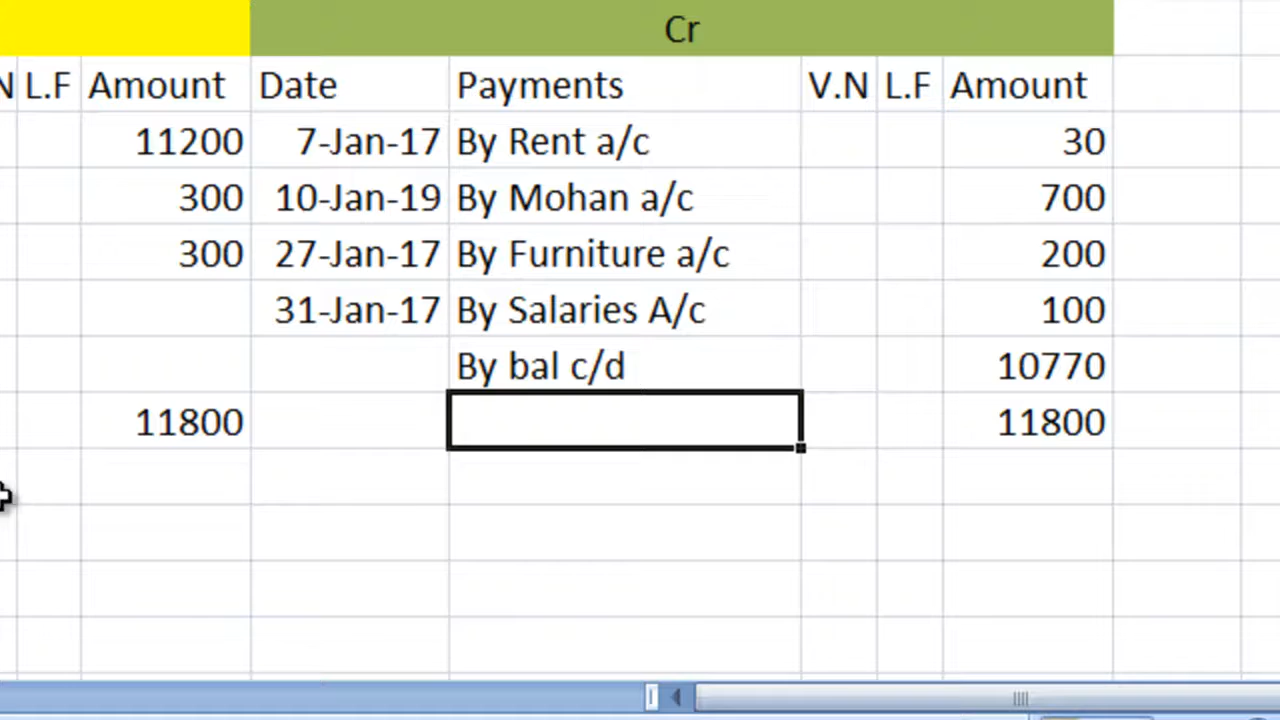 Cr
N L.F Amount Date Payments V.N L.F Amount
11200 7-Jan-17 By Rent a/c 30
300 10-Jan-19 By Mohan a/c 700
300 27-Jan-17 By Furniture a/c 200
31-Jan-17 By Salaries A/c 100
By bal c/d 10770
11800 11800